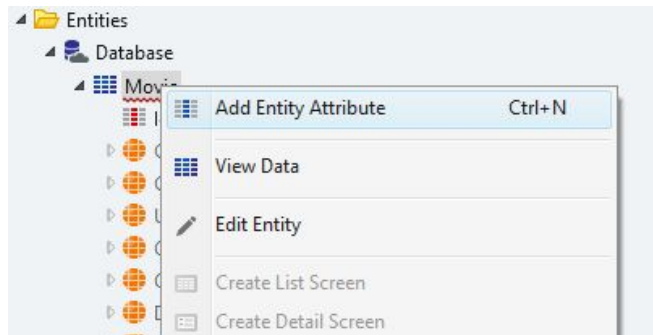 Entities
Database
Movie
Add Entity Attribute Ctrl+N
View Data
Edit Entity
Create List Screen
Create Detail Screen